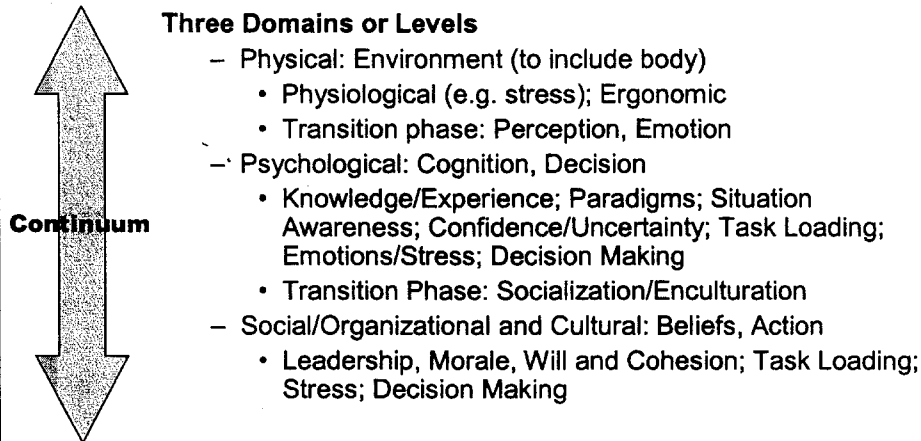 Three Domains or Levels
– Physical: Environment (to include body)
• Physiological (e.g. stress); Ergonomic
• Transition phase: Perception, Emotion
– Psychological: Cognition, Decision
• Knowledge/Experience; Paradigms; Situation
Awareness; Confidence/Uncertainty; Task Loading;
Emotions/Stress; Decision Making
• Transition Phase: Socialization/Enculturation
– Social/Organizational and Cultural: Beliefs, Action
• Leadership, Morale, Will and Cohesion; Task Loading;
Stress; Decision Making
Continuum